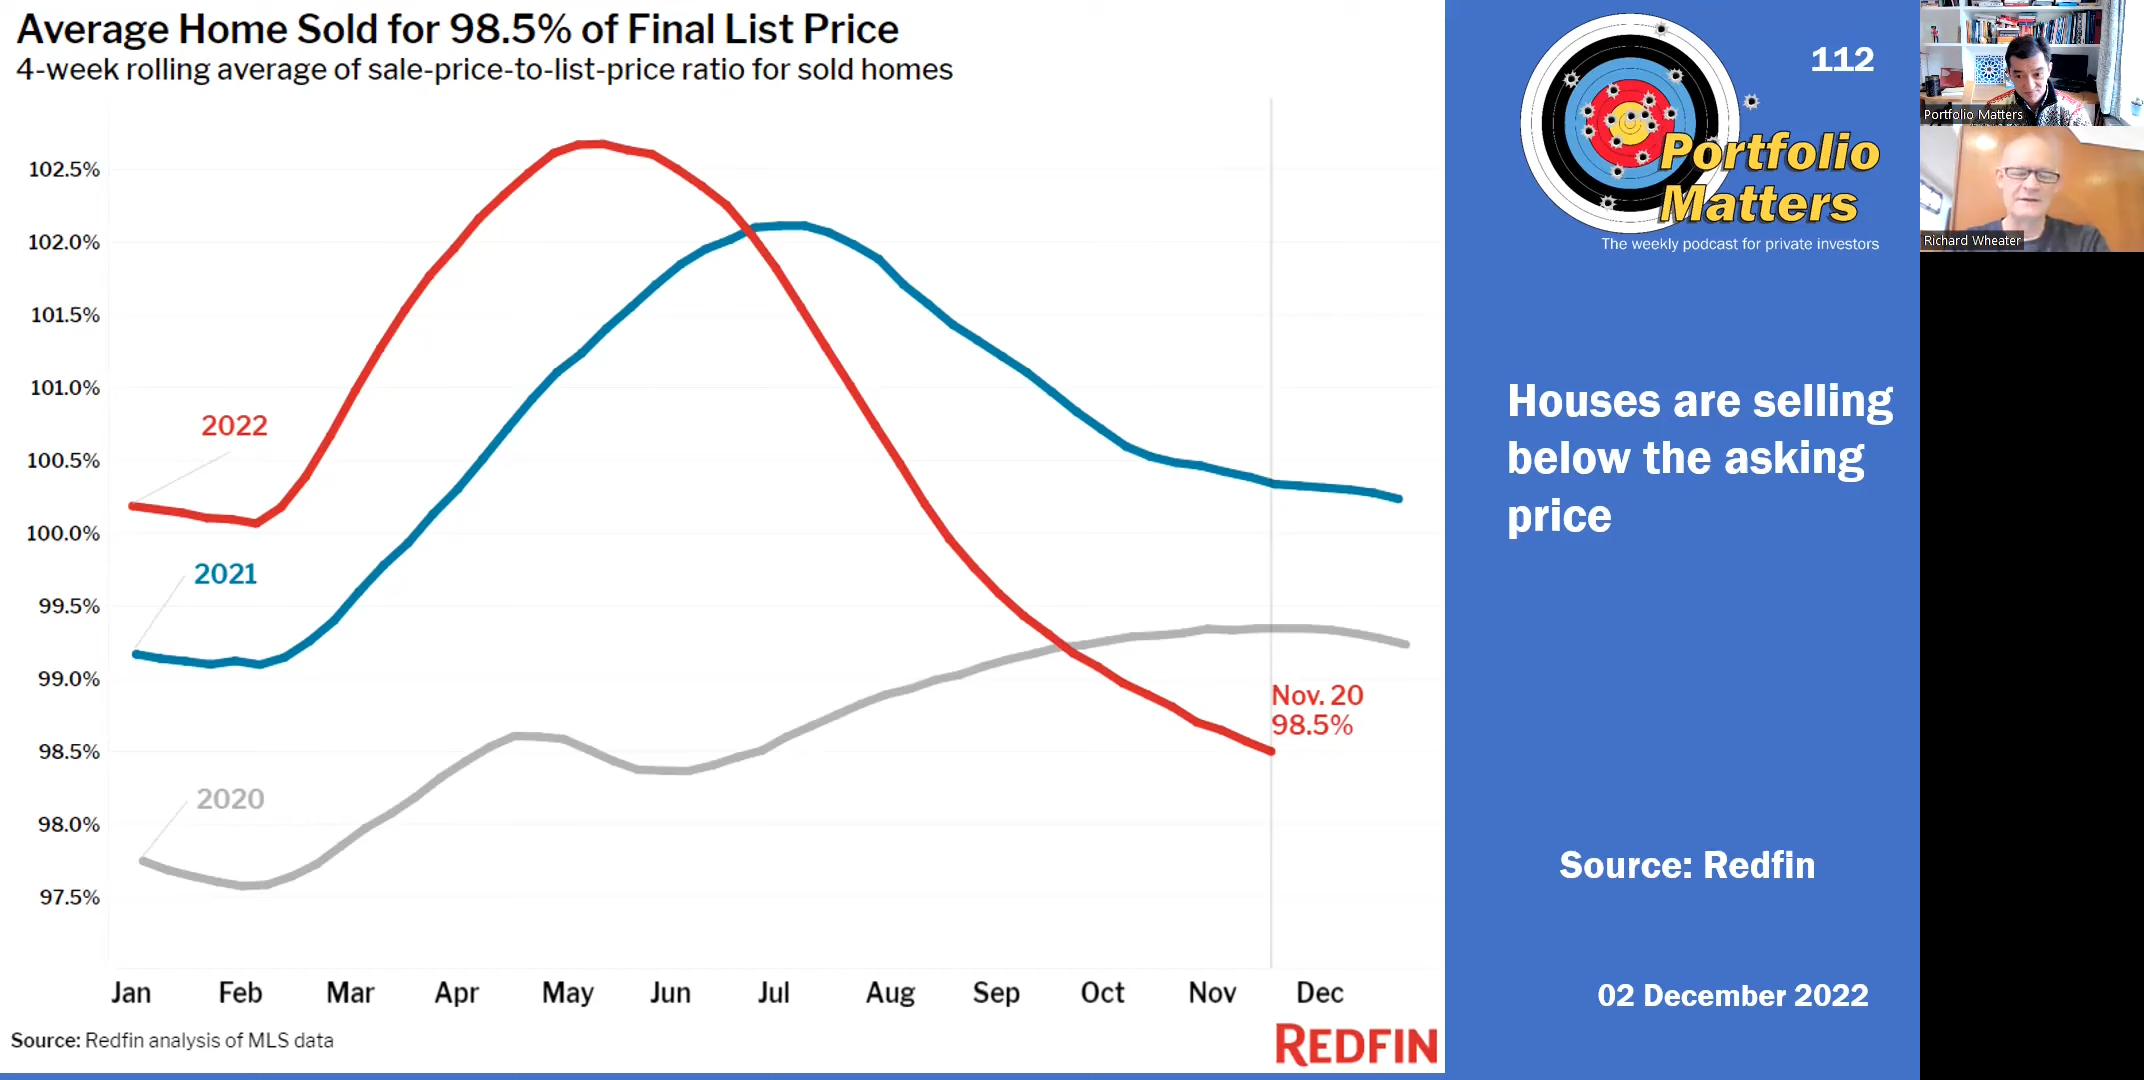 Average Home Sold for 98.5% of Final List Price
4-week rolling average of sale-price-to-list-price ratio for sold homes
102.5%
102.0%
101.5%
101.0%
100.5%
100.0%
99.5%
99.0%
98.5%
98.0%
97.5%
2022
2021
2020
Nov. 20
98.5%
Jan Feb Mar Apr May Jun Jul Aug Sep Oct Nov Dec
Source: Redfin analysis of MLS data
REDFIN
112
Portfolio
Matters
The weekly podcast for private investors
Houses are selling
below the asking
price
Source: Redfin
02 December 2022
Portfolio Matters
Richard Wheater